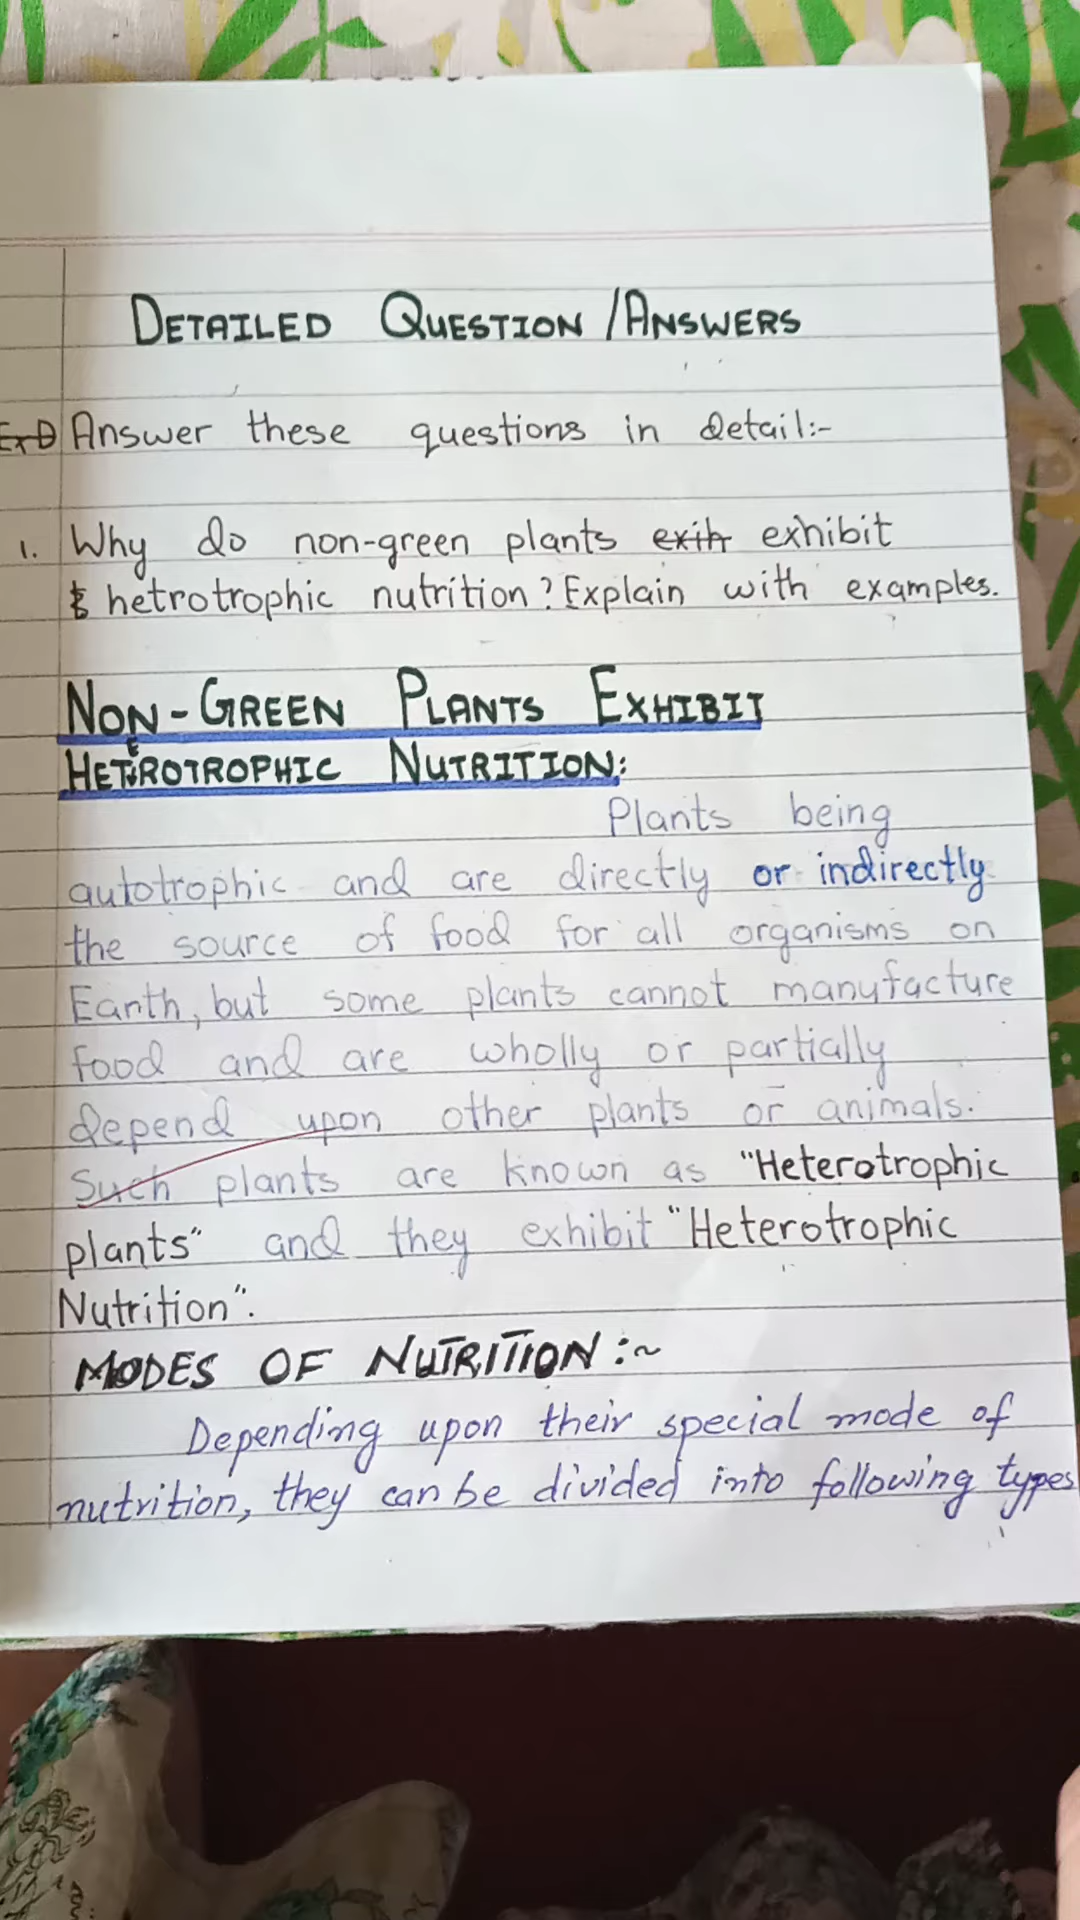 DETAILED QUESTION / ANSWERS
Ex D Answer these questions in detail:-
1. Why do non-green plants exih exhibit
hetrotrophic nutrition? Explain with examples.
NON-GREEN PLANTS EXHIBIT
HETEROTROPHIC NUTRITION:
Plants being
autotrophic and are directly or indirectly
the source of food for all organisms on
Earth, but some plants cannot manufacture
food and are wholly or partially
depend upon other plants or animals.
Such plants are known as "Heterotrophic
plants" and they exhibit "Heterotrophic
Nutrition".
MODES OF NUTRITION :~
Depending upon their special mode of
nutrition, they can be divided into following types